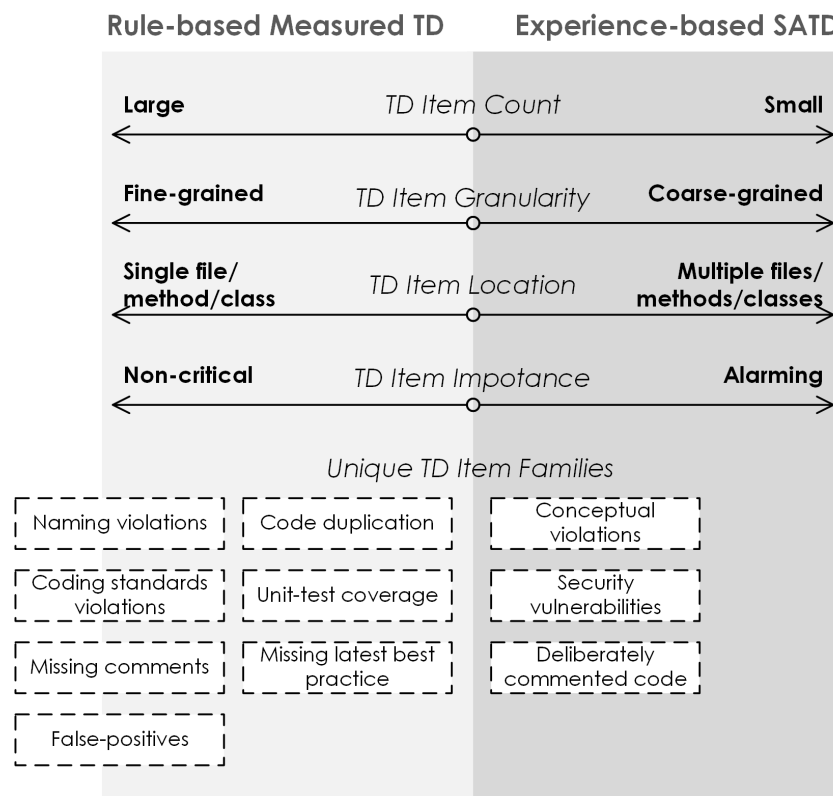 Rule-based Measured TD
Experience-based SATD
Large
TD Item Count
Small
Fine-grained
TD Item Granularity
Coarse-grained
Single file/
method/class
TD Item Location
Multiple files/
methods/classes
Non-critical
TD Item Impotance
Alarming
Unique TD Item Families
Naming violations
Code duplication
Conceptual
violations
Coding standards
violations
Unit-test coverage
Security
vulnerabilities
Missing comments
Missing latest best
practice
Deliberately
commented code
False-positives